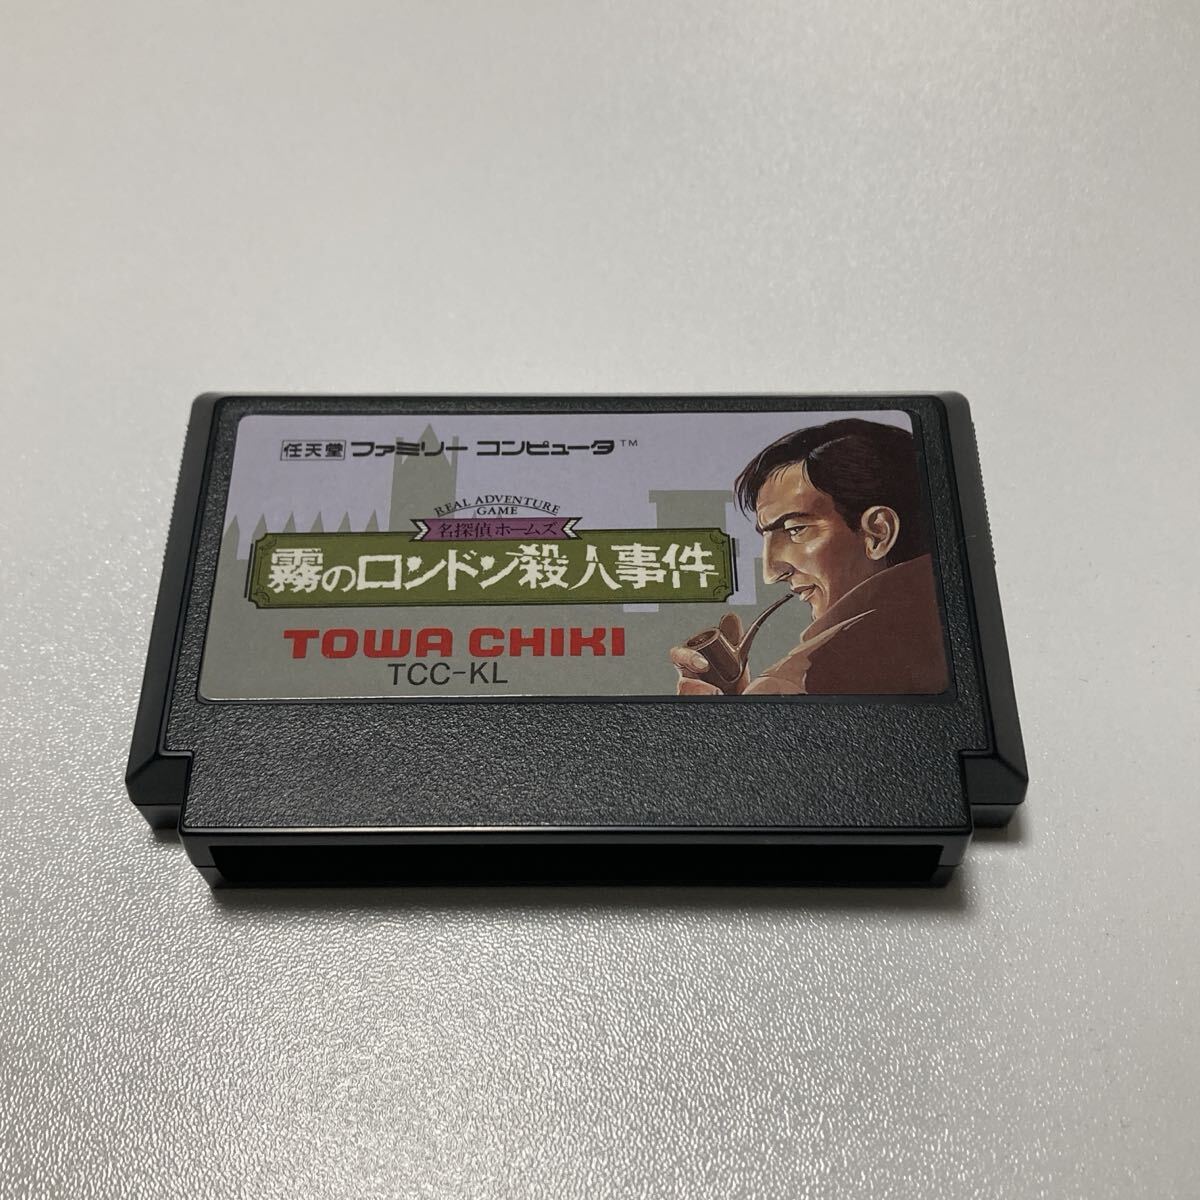 任天堂 ファミリー コンピュータ™
REAL ADVENTURE
GAME
名探偵ホームズ
霧のロンドン殺人事件
TOWA CHIKI
TCC-KL